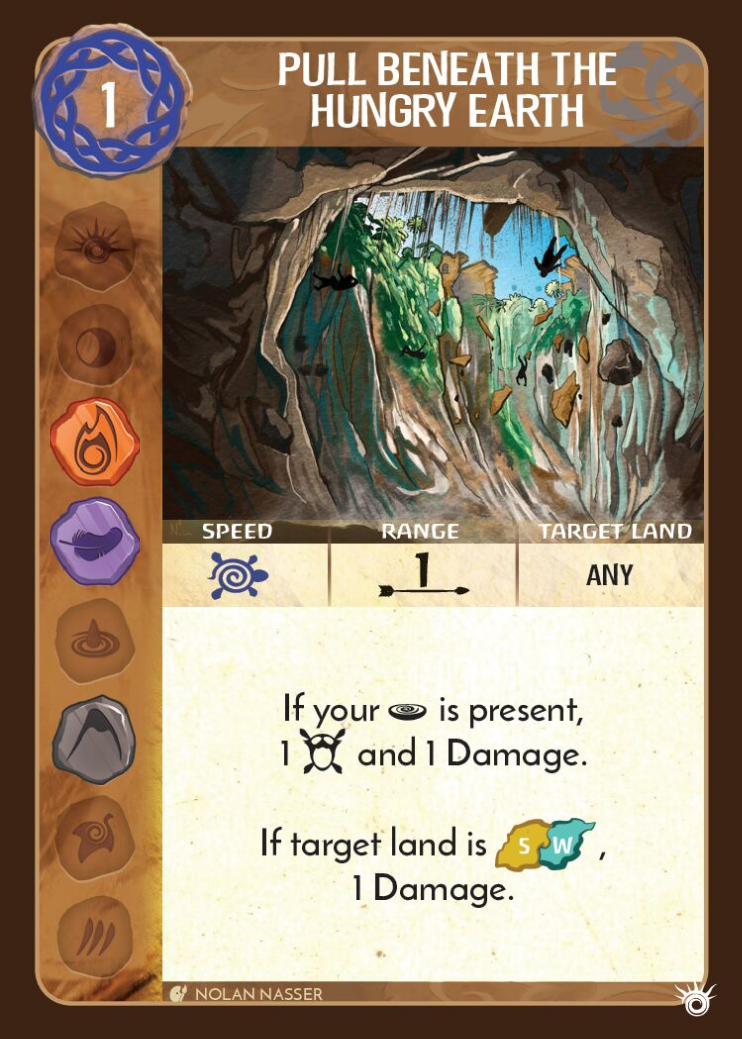 1
PULL BENEATH THE
HUNGRY EARTH
SPEED RANGE TARGET LAND
1 ANY
If your is present,
1 and 1 Damage.
If target land is S W ,
1 Damage.
NOLAN NASSER